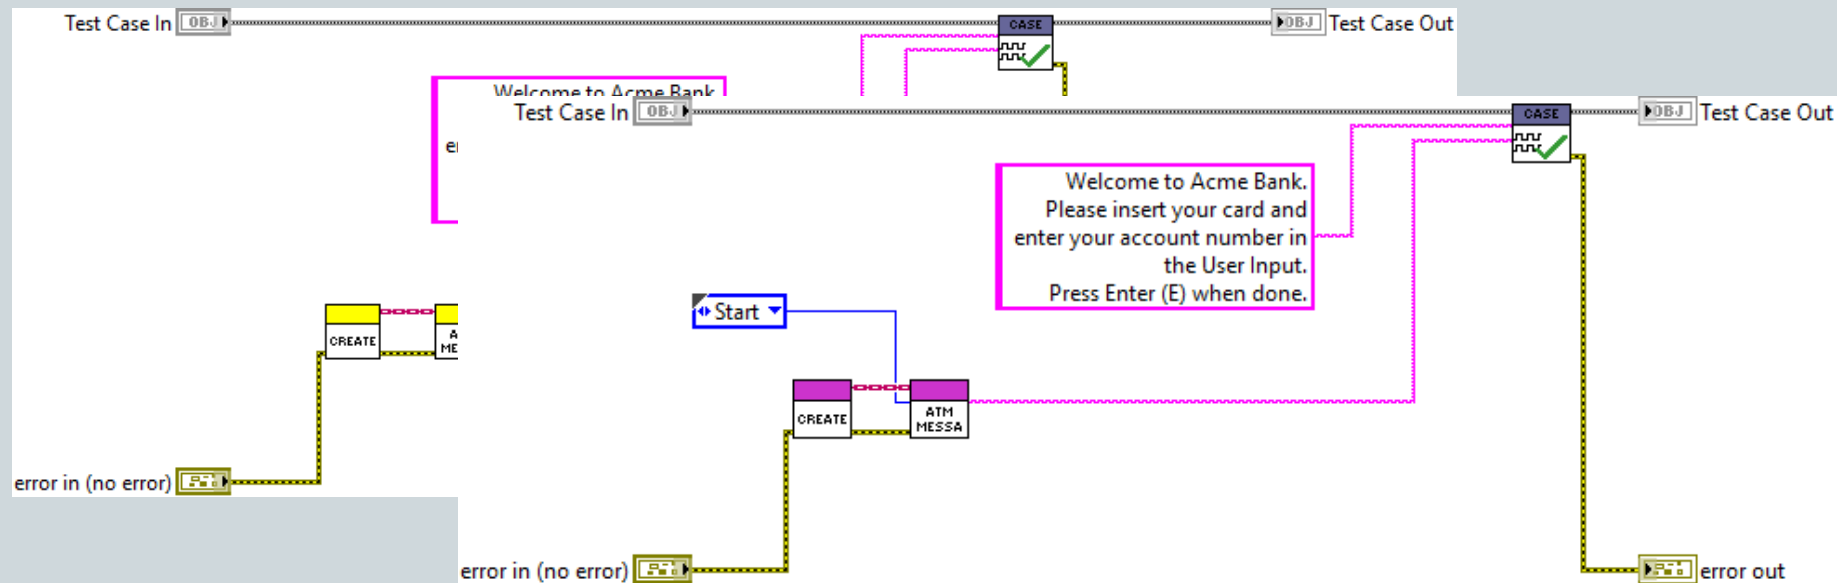 Test Case In
OBJ
CASE
OBJ
Test Case Out
Welcome to Acme Bank
CREATE
error in (no error)
Test Case In
OBJ
CASE
OBJ
Test Case Out
Welcome to Acme Bank.
Please insert your card and
enter your account number in
the User Input.
Press Enter (E) when done.
Start
CREATE
ATM
MESSA
error in (no error)
error out